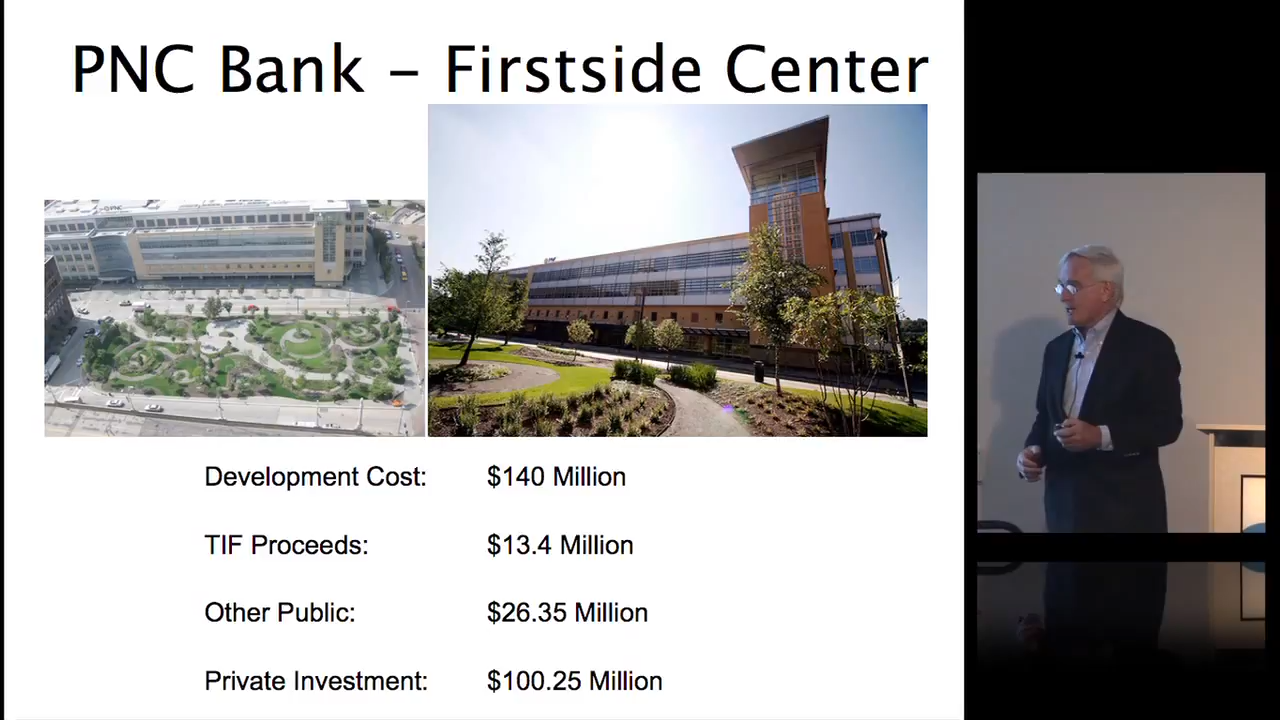 PNC Bank – Firstside Center
Development Cost: $140 Million
TIF Proceeds: $13.4 Million
Other Public: $26.35 Million
Private Investment: $100.25 Million